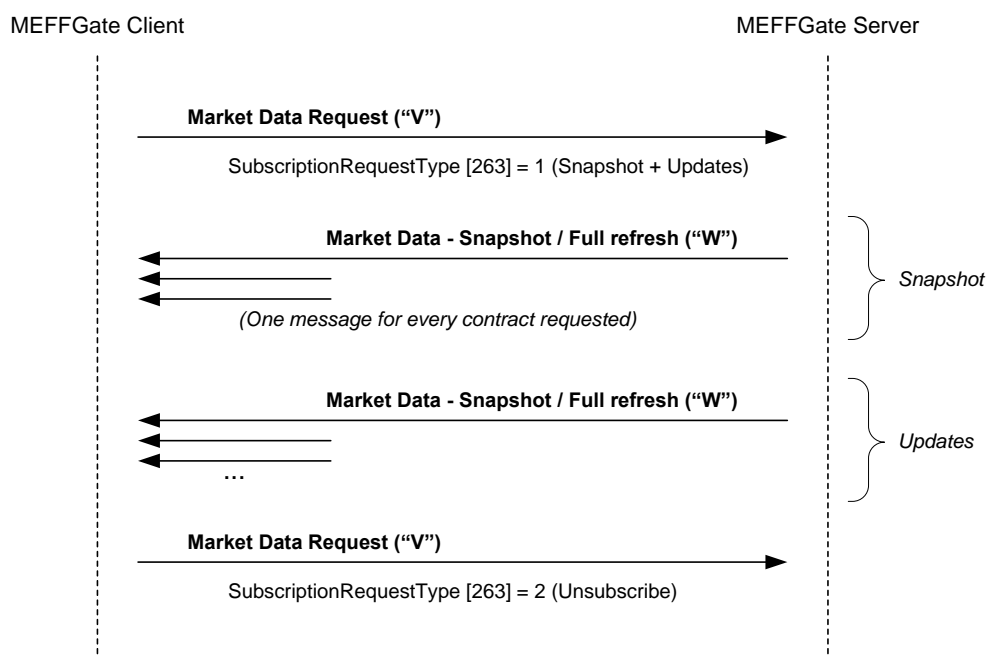 MEFFGate Client
MEFFGate Server
Market Data Request (“V”)
SubscriptionRequestType [263] = 1 (Snapshot + Updates)
Market Data - Snapshot / Full refresh (“W”)
Snapshot
(One message for every contract requested)
Market Data - Snapshot / Full refresh (“W”)
Updates
...
Market Data Request (“V”)
SubscriptionRequestType [263] = 2 (Unsubscribe)